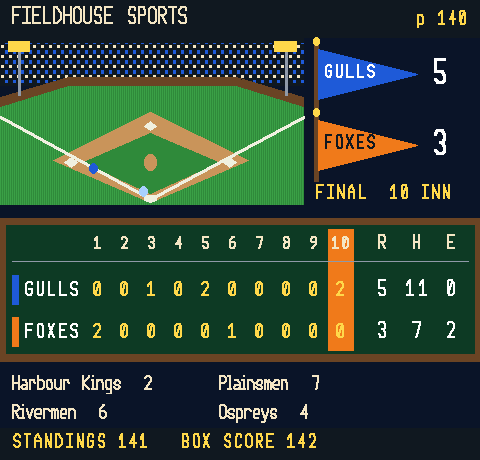 FIELDHOUSE SPORTS p 140
GULLS 5
FOXES 3
FINAL 10 INN
1 2 3 4 5 6 7 8 9 10 R H E
GULLS 0 0 1 0 2 0 0 0 0 2 5 11 0
FOXES 2 0 0 0 0 1 0 0 0 0 3 7 2
Harbour Kings 2 Plainsmen 7
Rivermen 6 Ospreys 4
STANDINGS 141 BOX SCORE 142